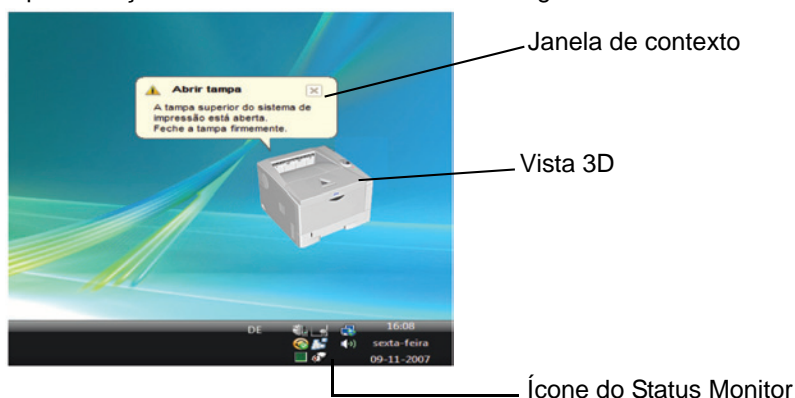 Janela de contexto
Abrir tampa
A tampa superior do sistema de
impressão está aberta.
Feche a tampa firmemente.
Vista 3D
DE
16:08
sexta-feira
09-11-2007
Ícone do Status Monitor